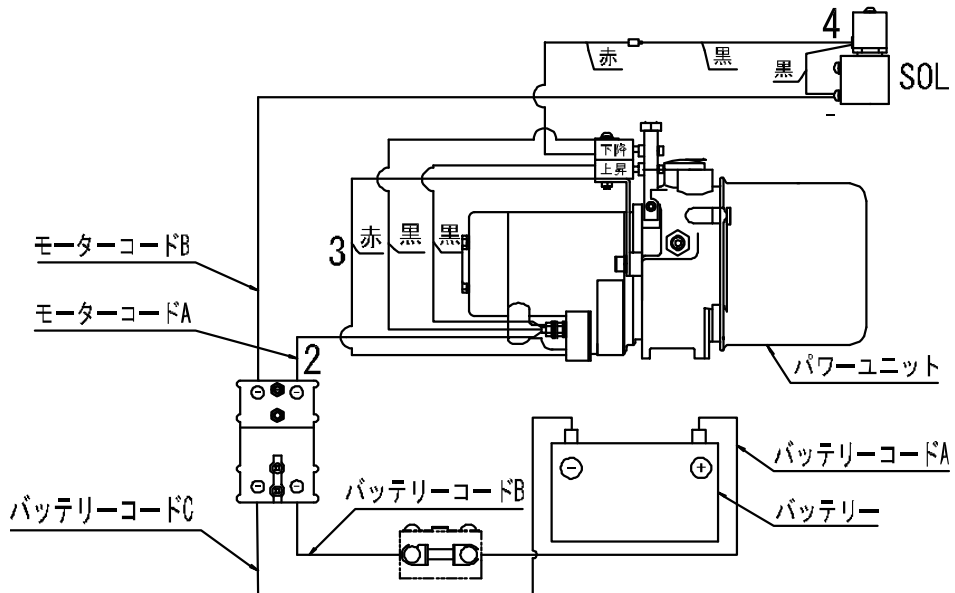 4
赤
黒
黒
SOL
下降
上昇
3
赤
黒
黒
モーターコードB
モーターコードA
2
パワーユニット
バッテリーコードA
バッテリーコードB
バッテリー
バッテリーコードC